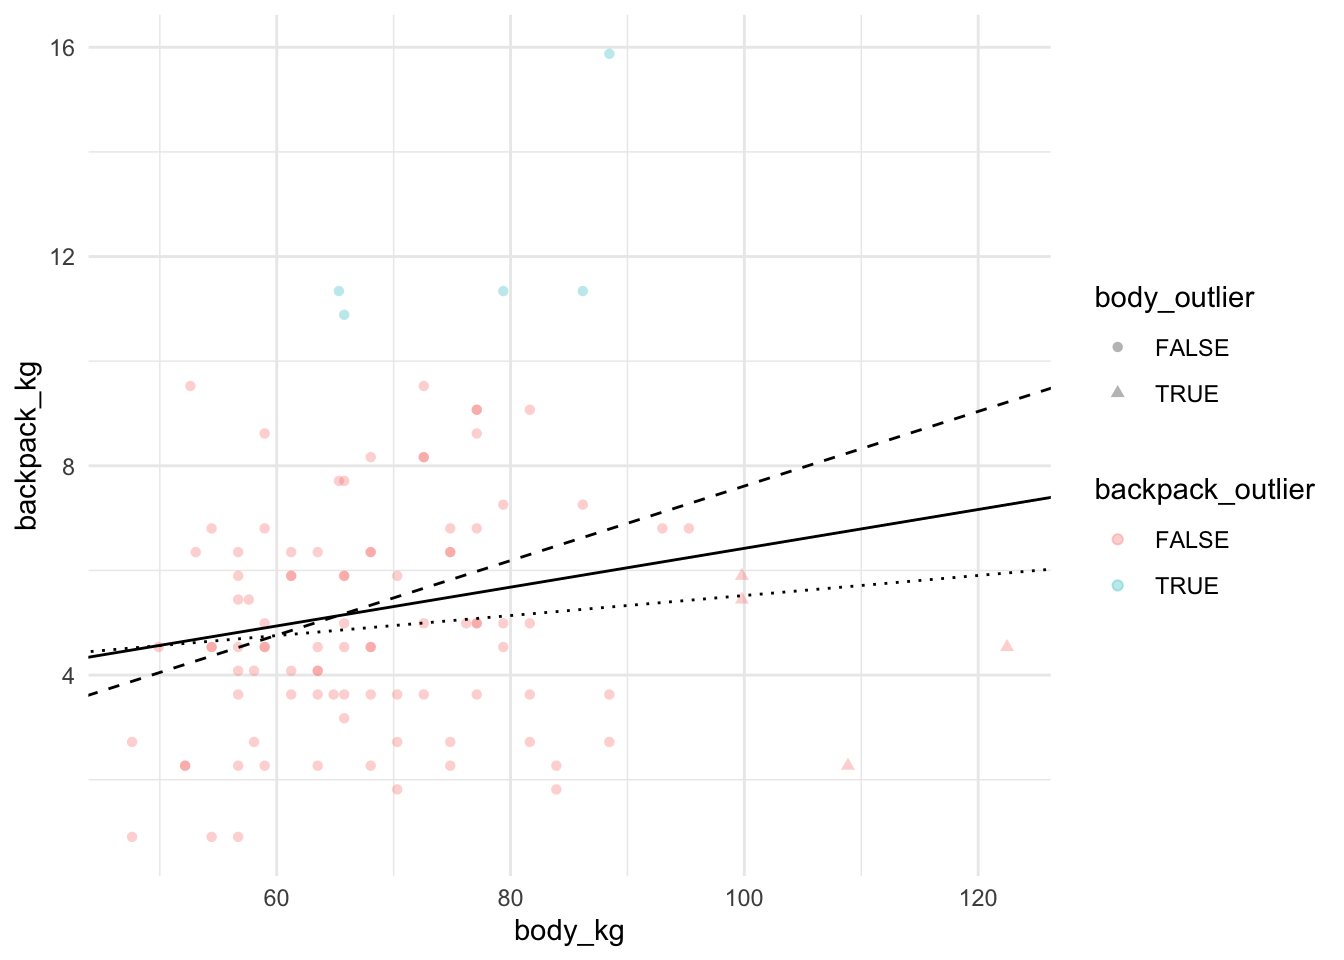 16
12
8
4
backpack_kg
60 80 100 120
body_kg
body_outlier
FALSE
TRUE
backpack_outlier
FALSE
TRUE